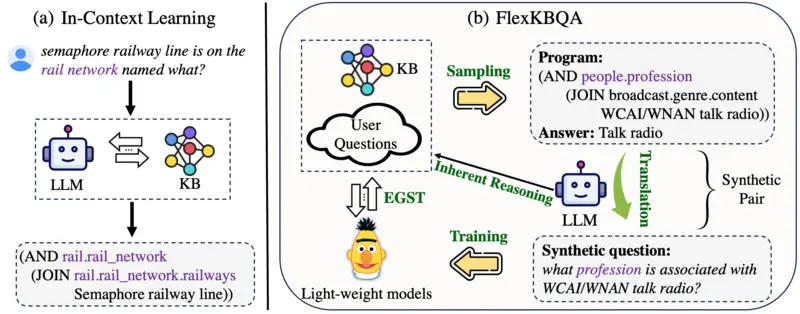 (a) In-Context Learning
semaphore railway line is on the
rail network named what?
LLM
KB
(AND rail.rail_network
(JOIN rail.rail_network.railways
Semaphore railway line))
(b) FlexKBQA
KB
User
Questions
Sampling
Program:
(AND people.profession
(JOIN broadcast.genre.content
WCAI/WNAN talk radio))
Answer: Talk radio
Inherent Reasoning
LLM
Translation
Synthetic
Pair
EGST
Light-weight models
Training
Synthetic question:
what profession is associated with
WCAI/WNAN talk radio?